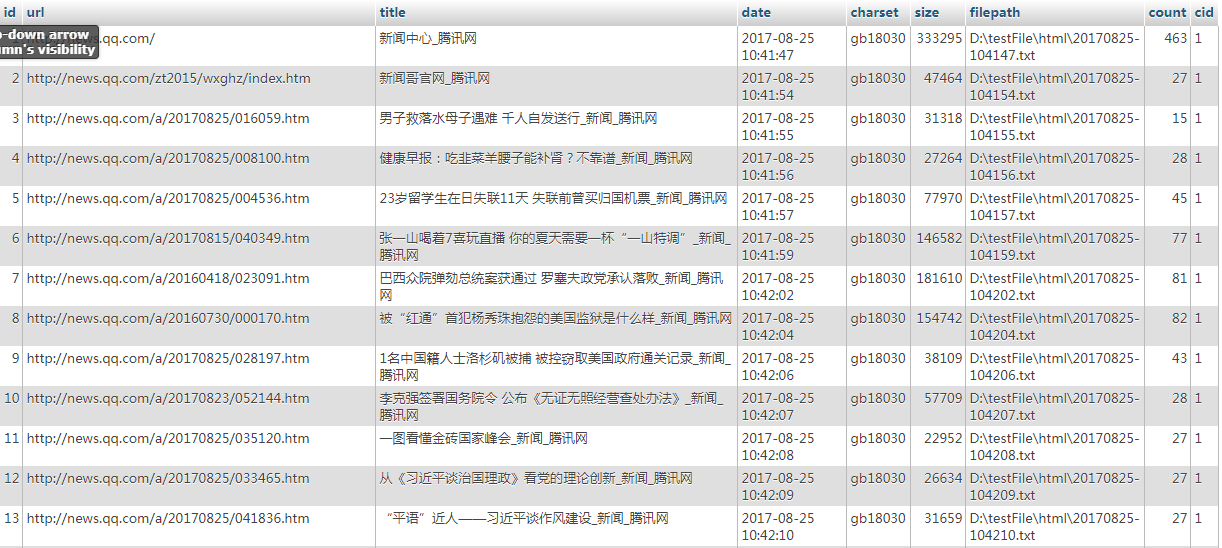 id url title date charset size filepath count cid
p-down arrow news.qq.com/ 新闻中心_腾讯网 2017-08-25 gb18030 333295 D:\testFile\html\20170825- 463 1
umn's visibility 10:41:47 104147.txt
2 http://news.qq.com/zt2015/wxghz/index.htm 新闻哥官网_腾讯网 2017-08-25 gb18030 47464 D:\testFile\html\20170825- 27 1
10:41:54 104154.txt
3 http://news.qq.com/a/20170825/016059.htm 男子救落水母子遇难 千人自发送行_新闻_腾讯网 2017-08-25 gb18030 31318 D:\testFile\html\20170825- 15 1
10:41:55 104155.txt
4 http://news.qq.com/a/20170825/008100.htm 健康早报：吃韭菜羊腰子能补肾？不靠谱_新闻_腾讯网 2017-08-25 gb18030 27264 D:\testFile\html\20170825- 28 1
10:41:56 104156.txt
5 http://news.qq.com/a/20170825/004536.htm 23岁留学生在日失联11天 失联前曾买归国机票_新闻_腾讯网 2017-08-25 gb18030 77970 D:\testFile\html\20170825- 45 1
10:41:57 104157.txt
6 http://news.qq.com/a/20170815/040349.htm 张一山喝着7喜玩直播 你的夏天需要一杯“一山特调”_新闻_ 2017-08-25 gb18030 146582 D:\testFile\html\20170825- 77 1
腾讯网 10:41:59 104159.txt
7 http://news.qq.com/a/20160418/023091.htm 巴西众院弹劾总统案获通过 罗塞夫政党承认落败_新闻_腾讯 2017-08-25 gb18030 181610 D:\testFile\html\20170825- 81 1
网 10:42:02 104202.txt
8 http://news.qq.com/a/20160730/000170.htm 被“红通”首犯杨秀珠抱怨的美国监狱是什么样_新闻_腾讯网 2017-08-25 gb18030 154742 D:\testFile\html\20170825- 82 1
10:42:04 104204.txt
9 http://news.qq.com/a/20170825/028197.htm 1名中国籍人士洛杉矶被捕 被控窃取美国政府通关记录_新闻_ 2017-08-25 gb18030 38109 D:\testFile\html\20170825- 43 1
腾讯网 10:42:06 104206.txt
10 http://news.qq.com/a/20170823/052144.htm 李克强签署国务院令 公布《无证无照经营查处办法》_新闻_ 2017-08-25 gb18030 57709 D:\testFile\html\20170825- 28 1
腾讯网 10:42:07 104207.txt
11 http://news.qq.com/a/20170825/035120.htm 一图看懂金砖国家峰会_新闻_腾讯网 2017-08-25 gb18030 22952 D:\testFile\html\20170825- 27 1
10:42:08 104208.txt
12 http://news.qq.com/a/20170825/033465.htm 从《习近平谈治国理政》看党的理论创新_新闻_腾讯网 2017-08-25 gb18030 26634 D:\testFile\html\20170825- 27 1
10:42:09 104209.txt
13 http://news.qq.com/a/20170825/041836.htm “平语”近人——习近平谈作风建设_新闻_腾讯网 2017-08-25 gb18030 31659 D:\testFile\html\20170825- 27 1
10:42:10 104210.txt